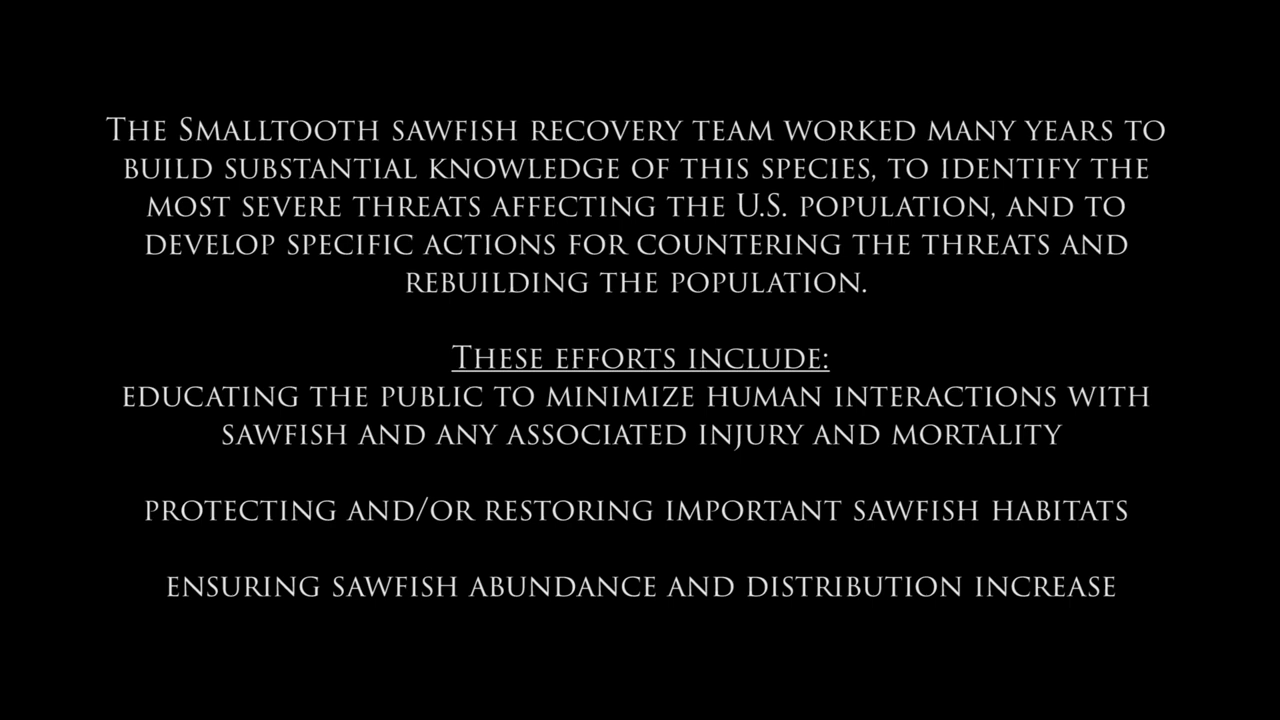 The Smalltooth sawfish recovery team worked many years to
build substantial knowledge of this species, to identify the
most severe threats affecting the U.S. population, and to
develop specific actions for countering the threats and
rebuilding the population.
These efforts include:
educating the public to minimize human interactions with
sawfish and any associated injury and mortality
protecting and/or restoring important sawfish habitats
ensuring sawfish abundance and distribution increase